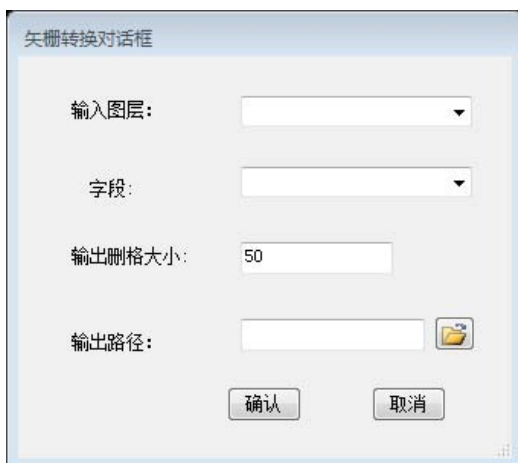 矢栅转换对话框
输入图层：
字段：
输出删格大小： 50
输出路径：
确认 取消